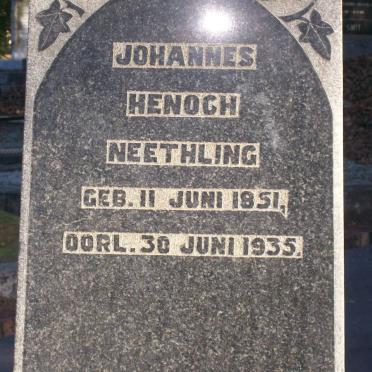 JOHANNES
HENOCH
NEETHLING
GEB. 11 JUNI 1851,
OORL. 30 JUNI 1935.